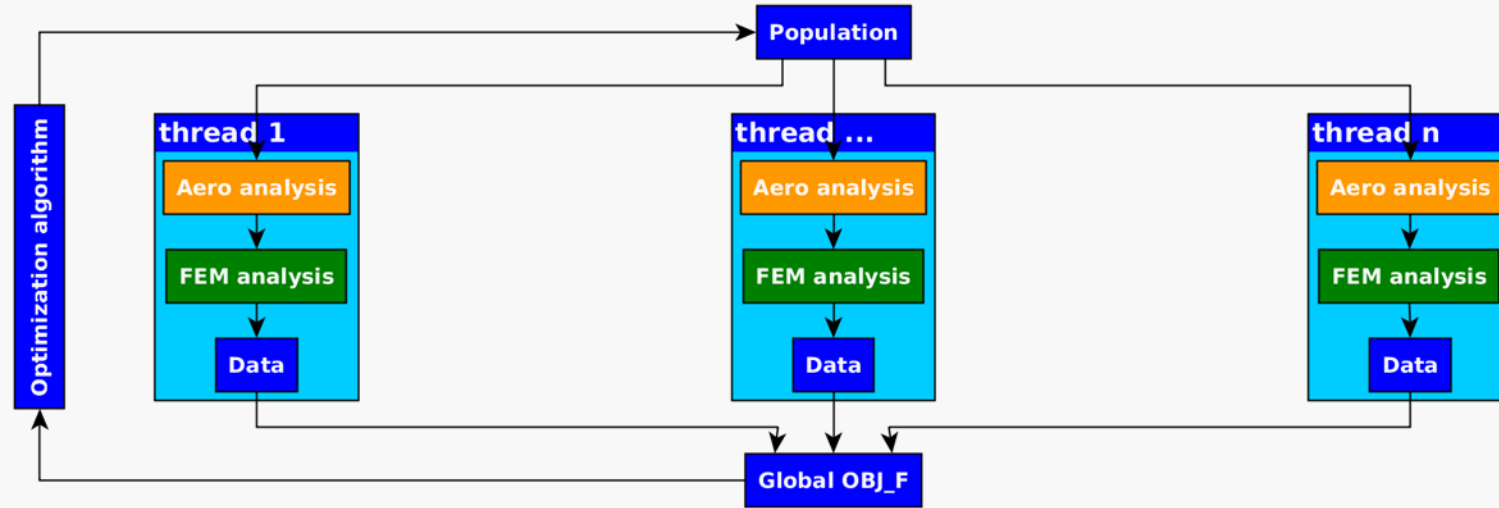 Population
Optimization algorithm
thread 1
Aero analysis
FEM analysis
Data
thread ...
Aero analysis
FEM analysis
Data
thread n
Aero analysis
FEM analysis
Data
Global OBJ_F